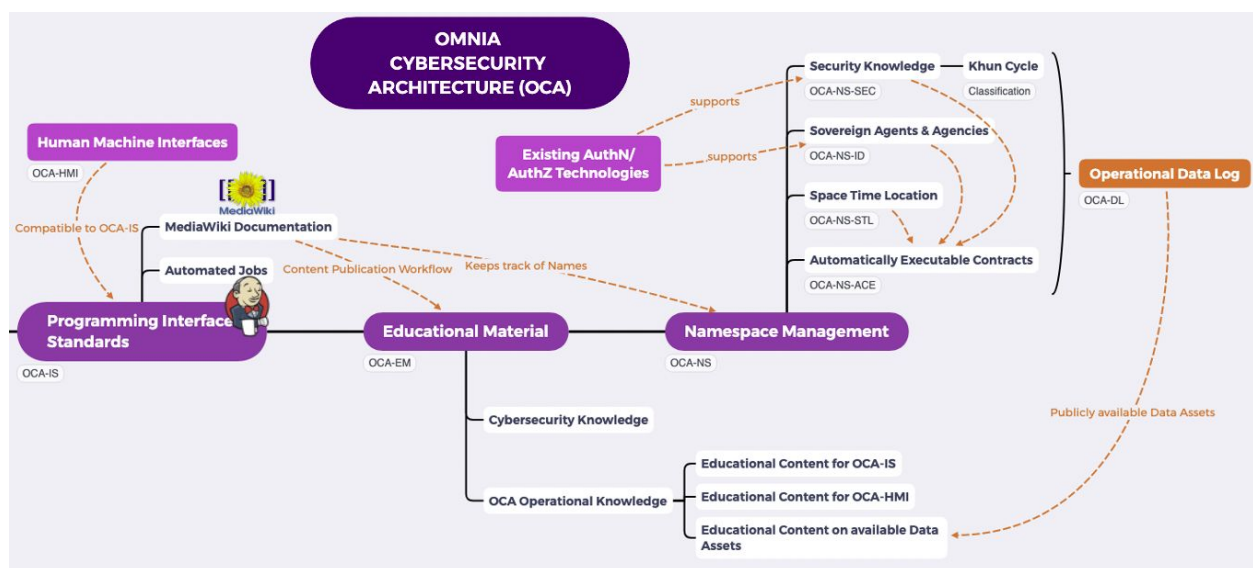 OMNIA
CYBERSECURITY
ARCHITECTURE (OCA)
Human Machine Interfaces
OCA-HMI
Compatible to OCA-IS
[[ ]]
MediaWiki
MediaWiki Documentation
Automated Jobs
Content Publication Workflow
Keeps track of Names
Programming Interface
Standards
OCA-IS
Educational Material
OCA-EM
Namespace Management
OCA-NS
Existing AuthN/
AuthZ Technologies
supports
supports
Security Knowledge
OCA-NS-SEC
Khun Cycle
Classification
Sovereign Agents & Agencies
OCA-NS-ID
Space Time Location
OCA-NS-STL
Automatically Executable Contracts
OCA-NS-ACE
Operational Data Log
OCA-DL
Publicly available Data Assets
Cybersecurity Knowledge
OCA Operational Knowledge
Educational Content for OCA-IS
Educational Content for OCA-HMI
Educational Content on available Data
Assets